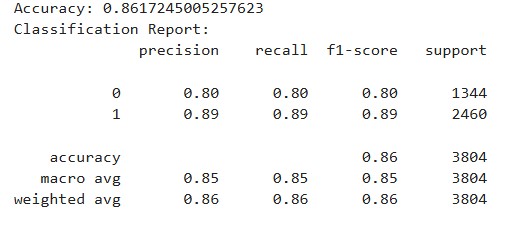 Accuracy: 0.8617245005257623
Classification Report:
precision recall f1-score support
0 0.80 0.80 0.80 1344
1 0.89 0.89 0.89 2460
accuracy 0.86 3804
macro avg 0.85 0.85 0.85 3804
weighted avg 0.86 0.86 0.86 3804